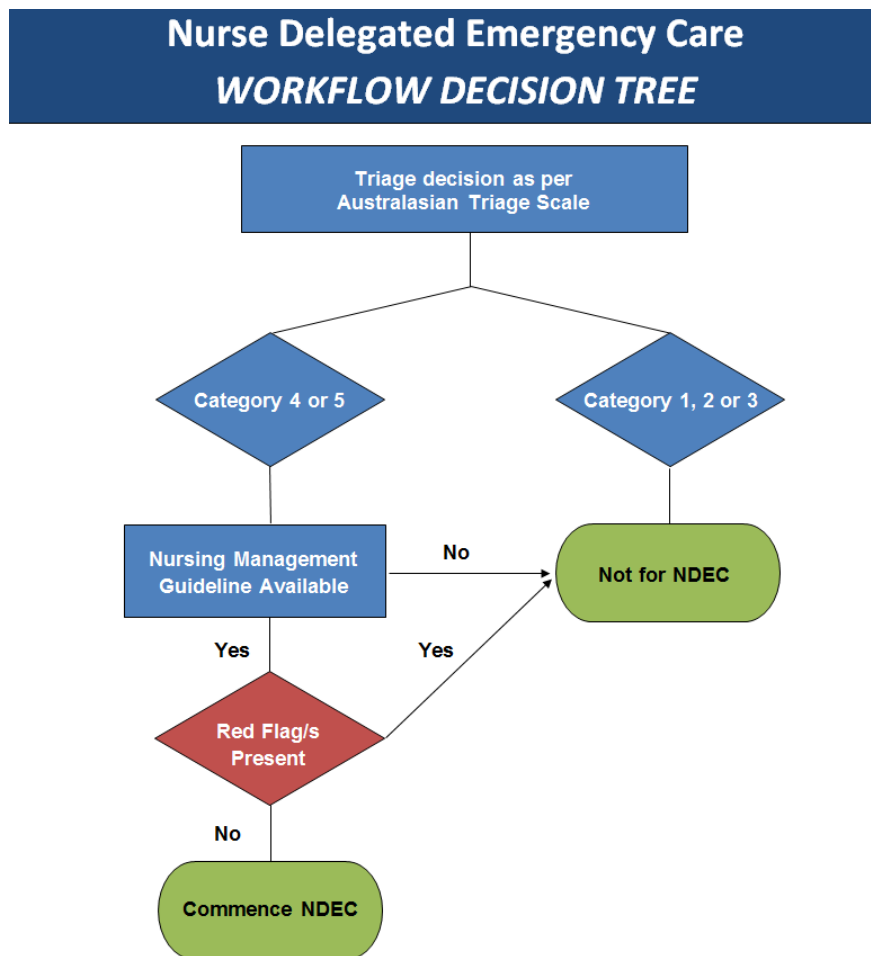 Nurse Delegated Emergency Care
WORKFLOW DECISION TREE
Triage decision as per
Australasian Triage Scale
Category 4 or 5
Category 1, 2 or 3
Nursing Management
Guideline Available
No
Not for NDEC
Yes
Yes
Red Flag/s
Present
No
Commence NDEC